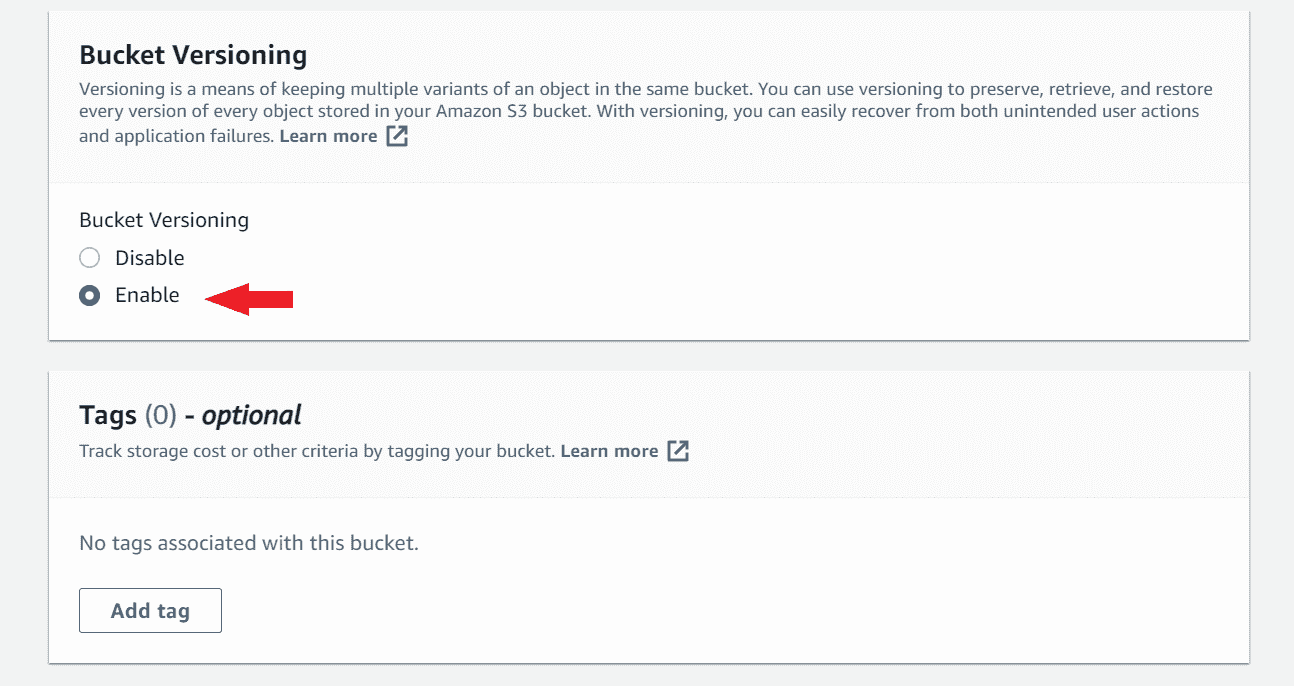 Bucket Versioning
Versioning is a means of keeping multiple variants of an object in the same bucket. You can use versioning to preserve, retrieve, and restore
every version of every object stored in your Amazon S3 bucket. With versioning, you can easily recover from both unintended user actions
and application failures. Learn more
Bucket Versioning
Disable
Enable
Tags (0) - optional
Track storage cost or other criteria by tagging your bucket. Learn more
No tags associated with this bucket.
Add tag